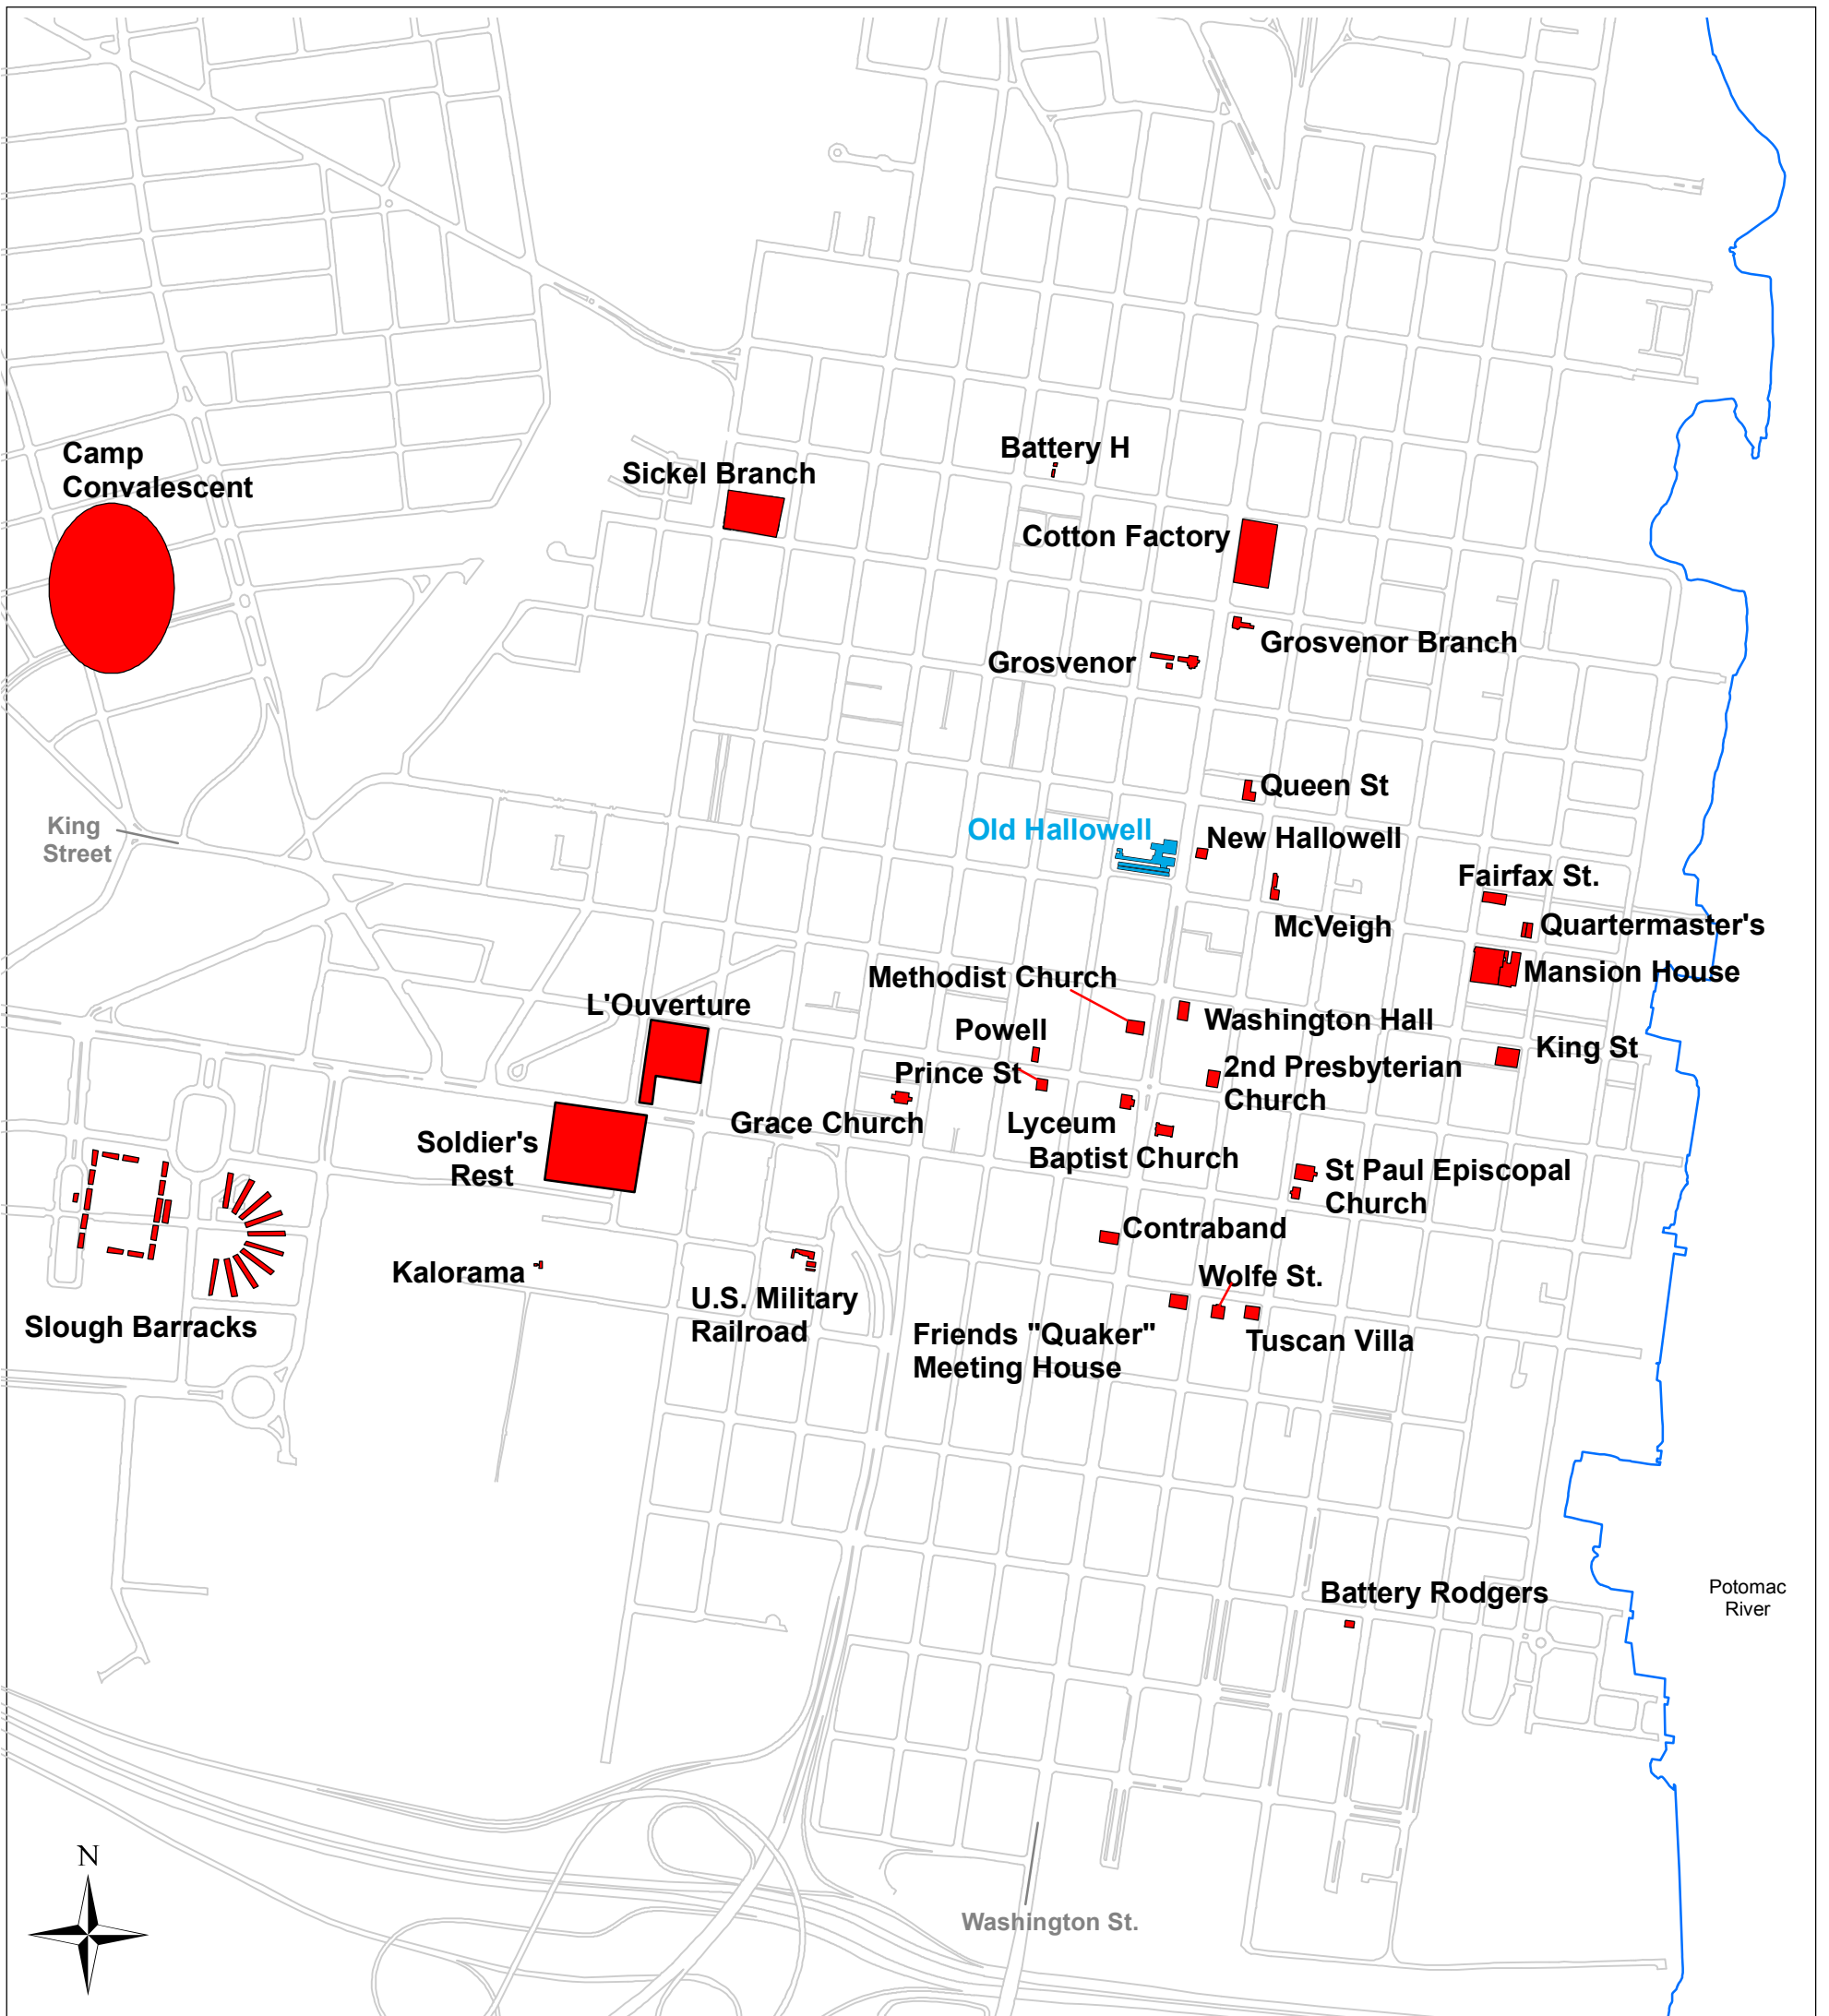 Camp
Convalescent
Sickel Branch
Battery H
Cotton Factory
Grosvenor Branch
Grosvenor
Queen St
King
Street
Old Hallowell
New Hallowell
Fairfax St.
McVeigh
Quartermaster's
Methodist Church
Mansion House
L'Ouverture
Washington Hall
Powell
King St
Prince St
2nd Presbyterian
Church
Grace Church
Lyceum
Soldier's
Rest
Baptist Church
St Paul Episcopal
Church
Contraband
Kalorama
Wolfe St.
U.S. Military
Railroad
Slough Barracks
Friends "Quaker"
Meeting House
Tuscan Villa
Battery Rodgers
Potomac
River
N
Washington St.